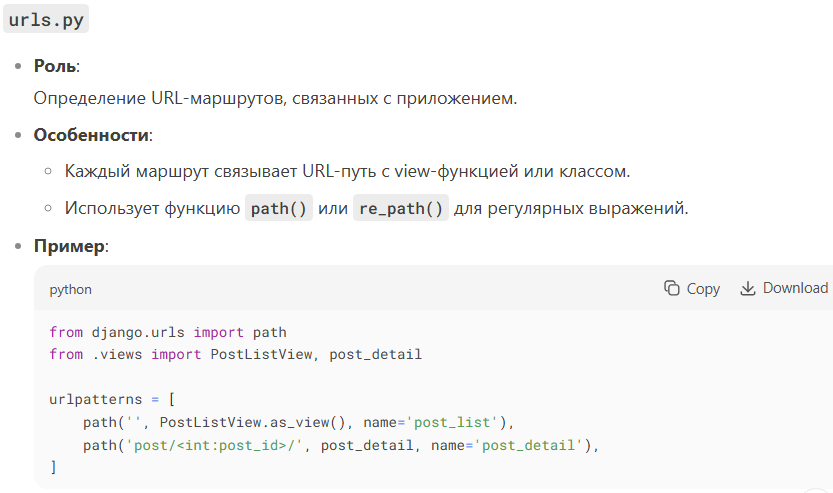 urls.py
Роль:
Определение URL-маршрутов, связанных с приложением.
Особенности:
Каждый маршрут связывает URL-путь с view-функцией или классом.
Использует функцию path() или re_path() для регулярных выражений.
Пример:
python Copy Download
from django.urls import path
from .views import PostListView, post_detail
urlpatterns = [
    path('', PostListView.as_view(), name='post_list'),
    path('post/<int:post_id>/', post_detail, name='post_detail'),
]